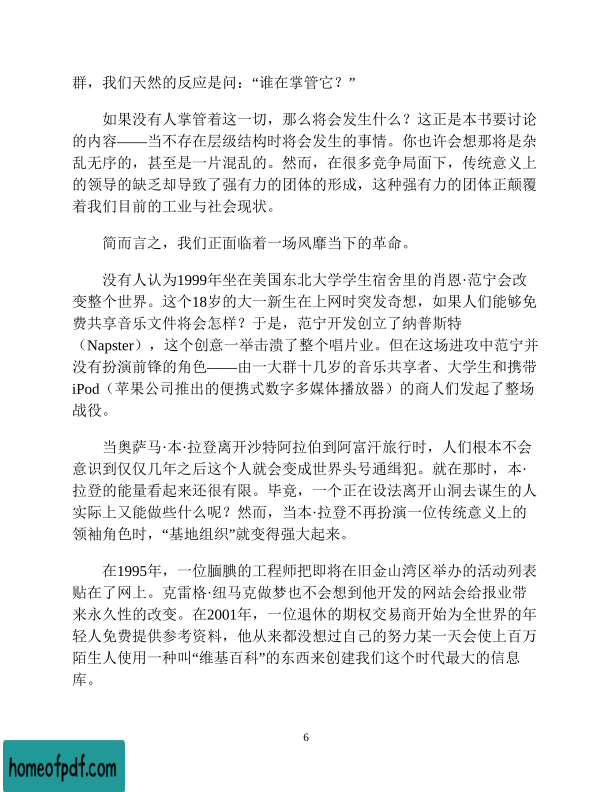 群，我们天然的反应是问：“谁在掌管它？”
如果没有人掌管着这一切，那么将会发生什么？这正是本书要讨论
的内容——当不存在层级结构时将会发生的事情。你也许会想那将是杂
乱无序的，甚至是一片混乱的。然而，在很多竞争局面下，传统意义上
的领导的缺乏却导致了强有力的团体的形成，这种强有力的团体正颠覆
着我们目前的工业与社会现状。
简而言之，我们正面临着一场风靡当下的革命。
没有人认为1999年坐在美国东北大学学生宿舍里的肖恩·范宁会改
变整个世界。这个18岁的大一新生在上网时突发奇想，如果人们能够免
费共享音乐文件将会怎样？于是，范宁开发创立了纳普斯特
（Napster），这个创意一举击溃了整个唱片业。但在这场进攻中范宁并
没有扮演前锋的角色——由一大群十几岁的音乐共享者、大学生和携带
iPod（苹果公司推出的便携式数字多媒体播放器）的商人们发起了整场
战役。
当奥萨马·本·拉登离开沙特阿拉伯到阿富汗旅行时，人们根本不会
意识到仅仅几年之后这个人就会变成世界头号通缉犯。就在那时，本·
拉登的能量看起来还很有限。毕竟，一个正在设法离开山洞去谋生的人
实际上又能做些什么呢？然而，当本·拉登不再扮演一位传统意义上的
领袖角色时，“基地组织”就变得强大起来。
在1995年，一位腼腆的工程师把即将在旧金山湾区举办的活动列表
贴在了网上。克雷格·纽马克做梦也不会想到他开发的网站会给报业带
来永久性的改变。在2001年，一位退休的期权交易商开始为全世界的年
轻人免费提供参考资料，他从来都没想过自己的努力某一天会使上百万
陌生人使用一种叫“维基百科”的东西来创建我们这个时代最大的信息
库。
6
homeofpdf.com